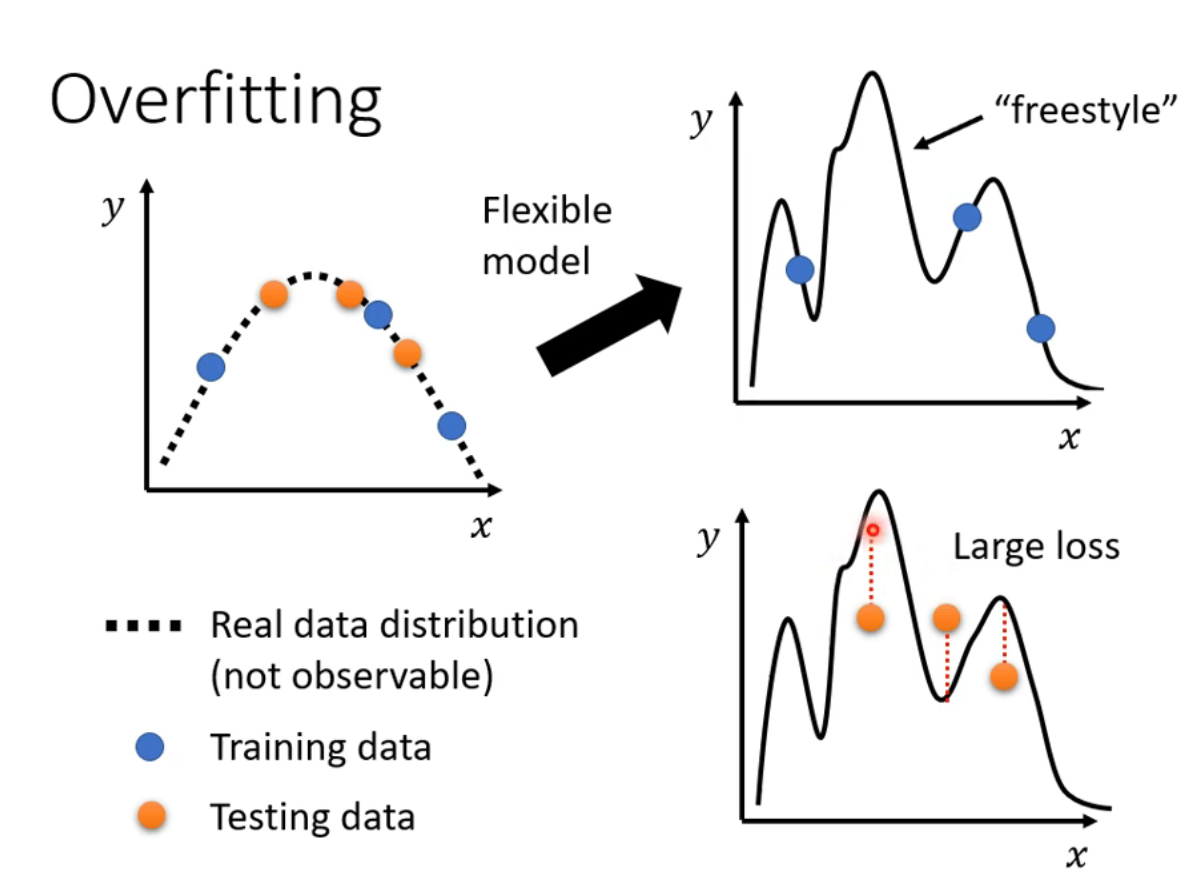 Overfitting
y
x
Flexible
model
y
"freestyle"
x
y
Large loss
x
Real data distribution
(not observable)
Training data
Testing data